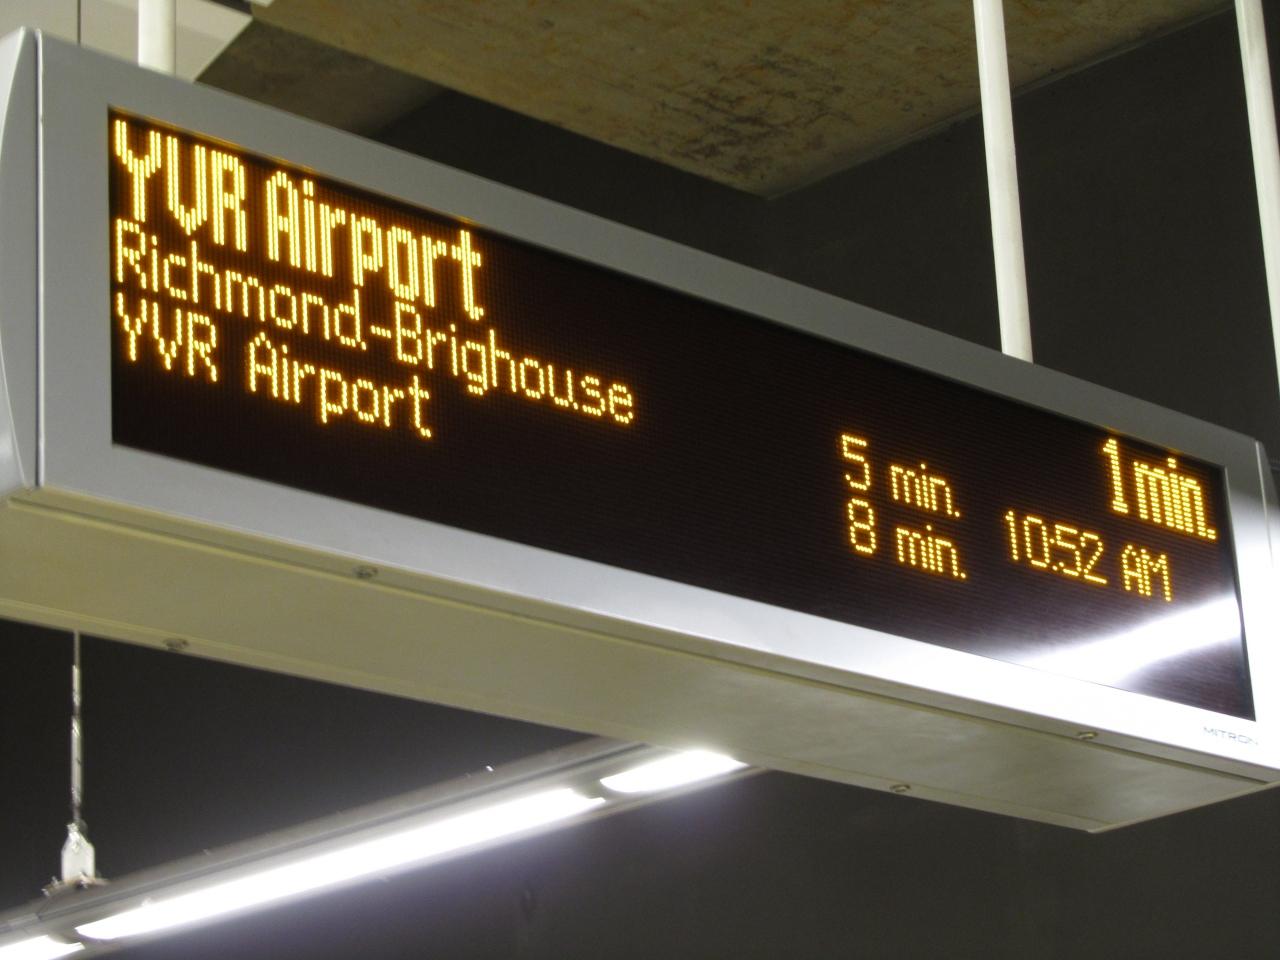 YVR Airport 1 min.
Richmond-Brighouse 5 min.
YVR Airport 8 min. 10:52 AM
MITRON